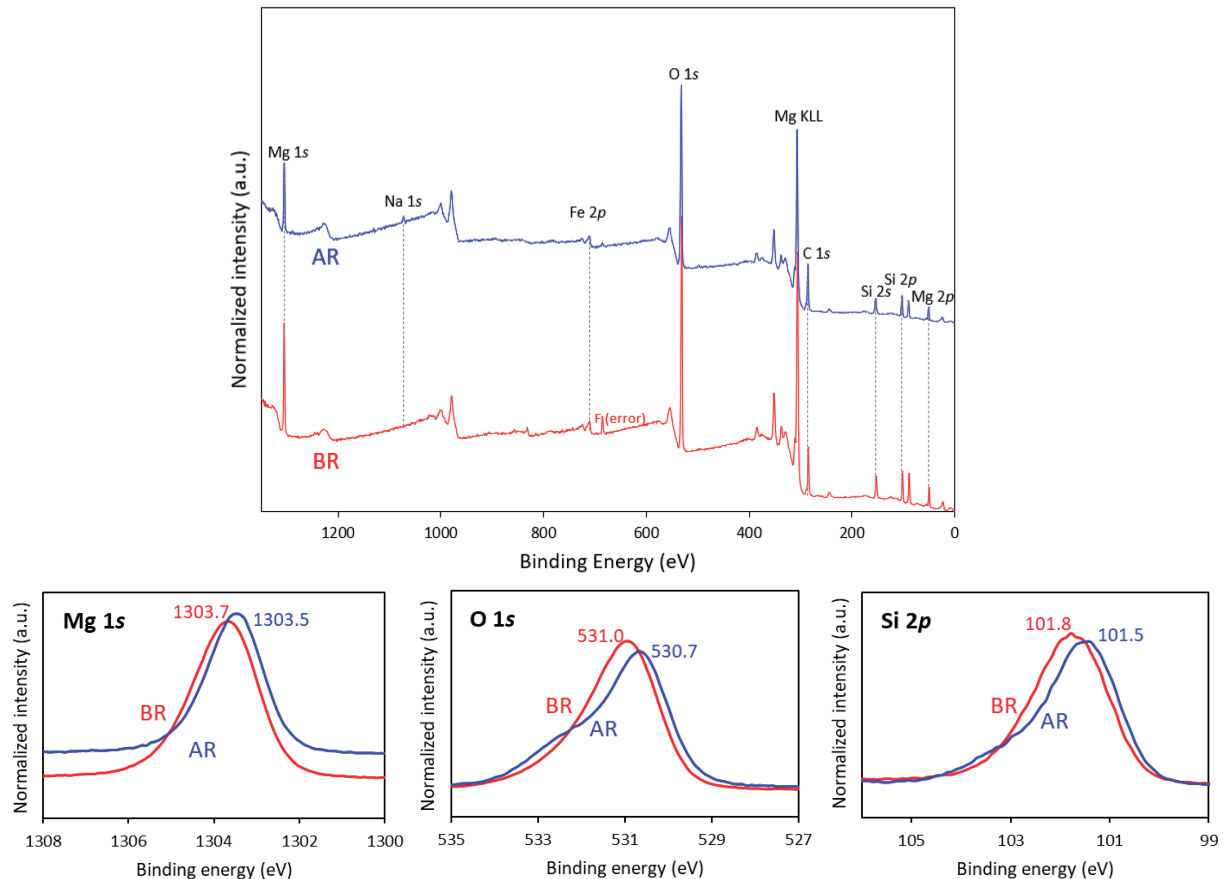 O 1s
Mg KLL
Mg 1s
Na 1s
Fe 2p
C 1s
Si 2s
Si 2p
Mg 2p
AR
F (error)
BR
Normalized intensity (a.u.)
1200
1000
800
600
400
200
0
Binding Energy (eV)
Mg 1s
1303.7
1303.5
BR
AR
Normalized intensity (a.u.)
1308
1306
1304
1302
1300
Binding energy (eV)
O 1s
531.0
530.7
BR
AR
Normalized intensity (a.u.)
535
533
531
529
527
Binding energy (eV)
Si 2p
101.8
101.5
BR
AR
Normalized intensity (a.u.)
105
103
101
99
Binding energy (eV)